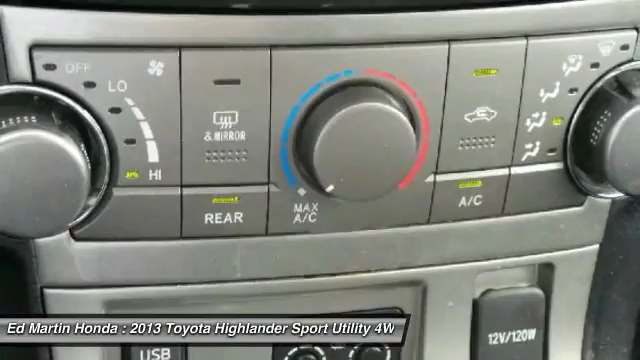 OFF
LO
HI
& MIRROR
REAR
MAX
A/C
A/C
Ed Martin Honda : 2013 Toyota Highlander Sport Utility 4W
USB
12V/120W